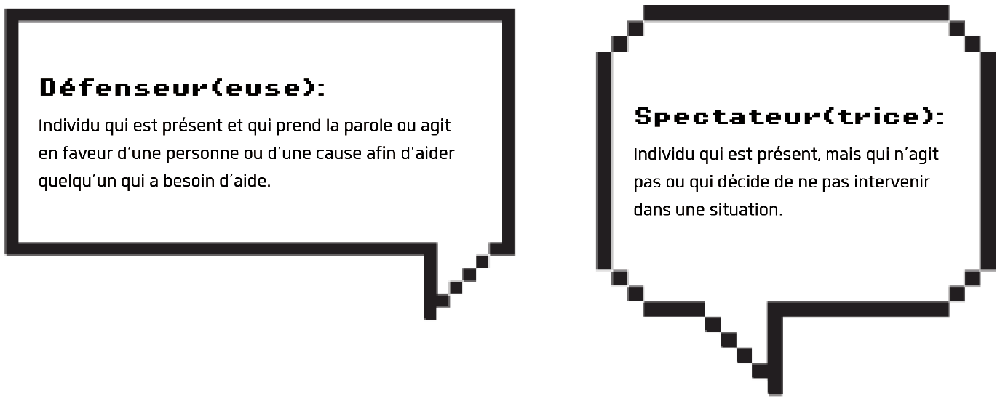 Défenseur(euse):
Individu qui est présent et qui prend la parole ou agit
en faveur d'une personne ou d'une cause afin d'aider
quelqu'un qui a besoin d'aide.
Spectateur(trice):
Individu qui est présent, mais qui n'agit
pas ou qui décide de ne pas intervenir
dans une situation.